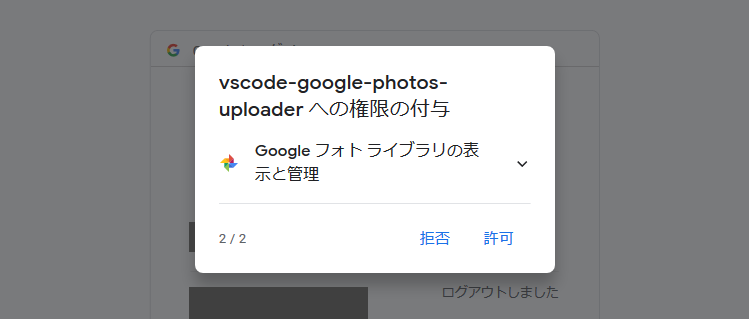 vscode-google-photos-
uploader への権限の付与
Google フォト ライブラリの表
示と管理
2 / 2
拒否
許可
ログアウトしました